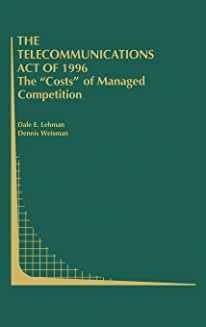 THE
TELECOMMUNICATIONS
ACT OF 1996
The "Costs" of Managed
Competition
Dale E. Lehman
Dennis Weisman